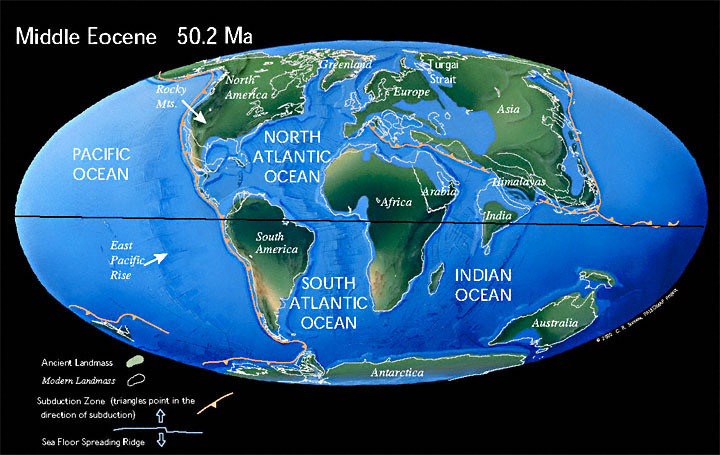 Middle Eocene 50.2 Ma
Greenland
Turgai
Strait
North
America
Rocky
Mts.
Europe
Asia
NORTH
ATLANTIC
OCEAN
PACIFIC
OCEAN
Himalayas
Arabia
Africa
India
South
America
East
Pacific
Rise
SOUTH
ATLANTIC
OCEAN
INDIAN
OCEAN
Australia
Antarctica
Ancient Landmass
Modern Landmass
Subduction Zone (triangles point in the
direction of subduction)
Sea Floor Spreading Ridge